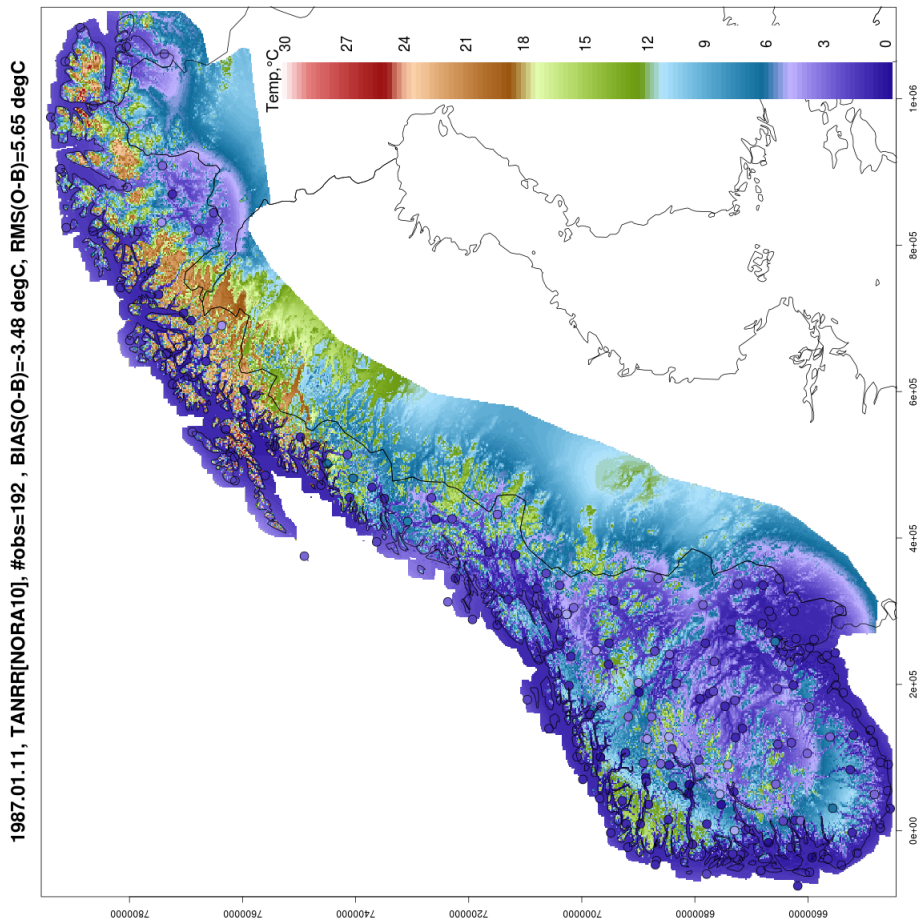 1987.01.11, TANRR[NORA10], #obs=192 , BIAS(O-B)=-3.48 degC, RMS(O-B)=5.65 degC
Temp,°C
30
27
24
21
18
15
12
9
6
3
0
7800000
7600000
7400000
7200000
7000000
6800000
6600000
0e+00
2e+05
4e+05
6e+05
8e+05
1e+06